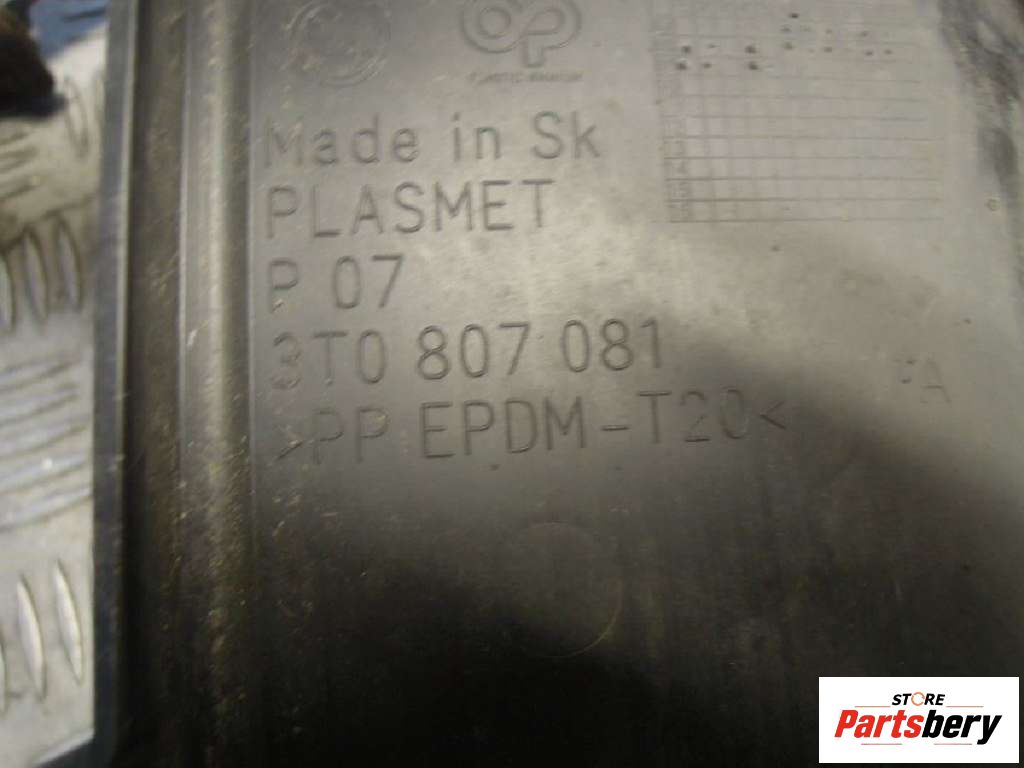 Made in Sk
PLASMET
P 07
3T0 807 081
>PP EPDM-T20<
STORE
Partsbery